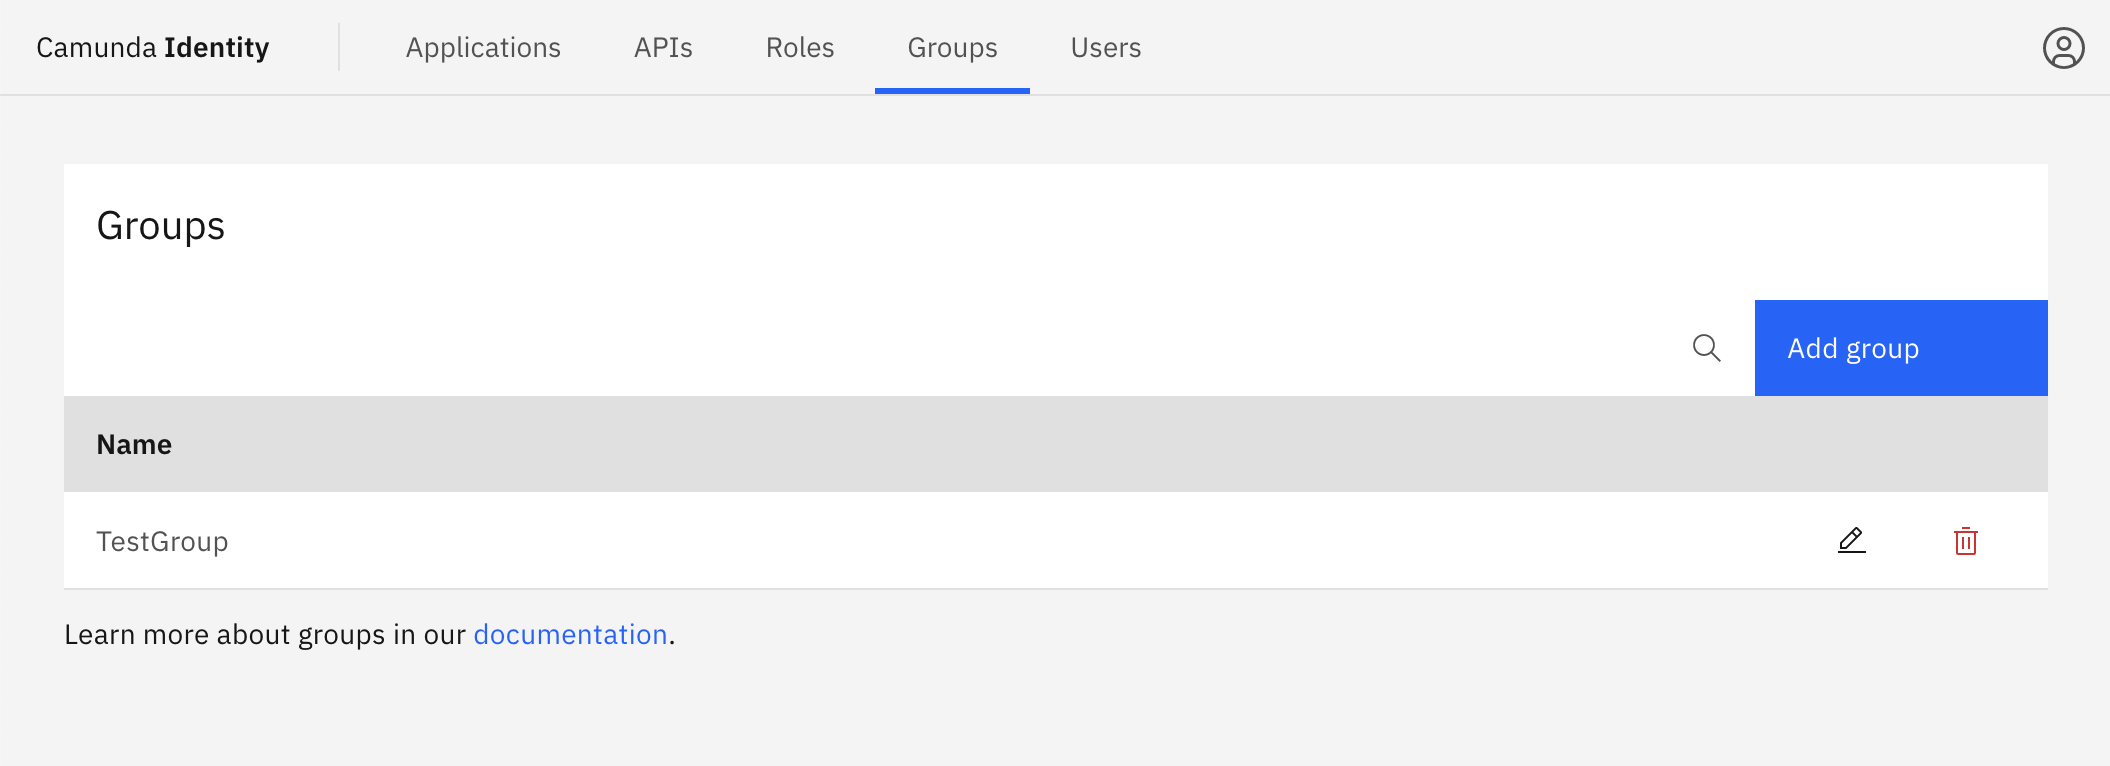 Camunda Identity Applications APIs Roles Groups Users
Groups
Add group
Name
TestGroup
Learn more about groups in our documentation.